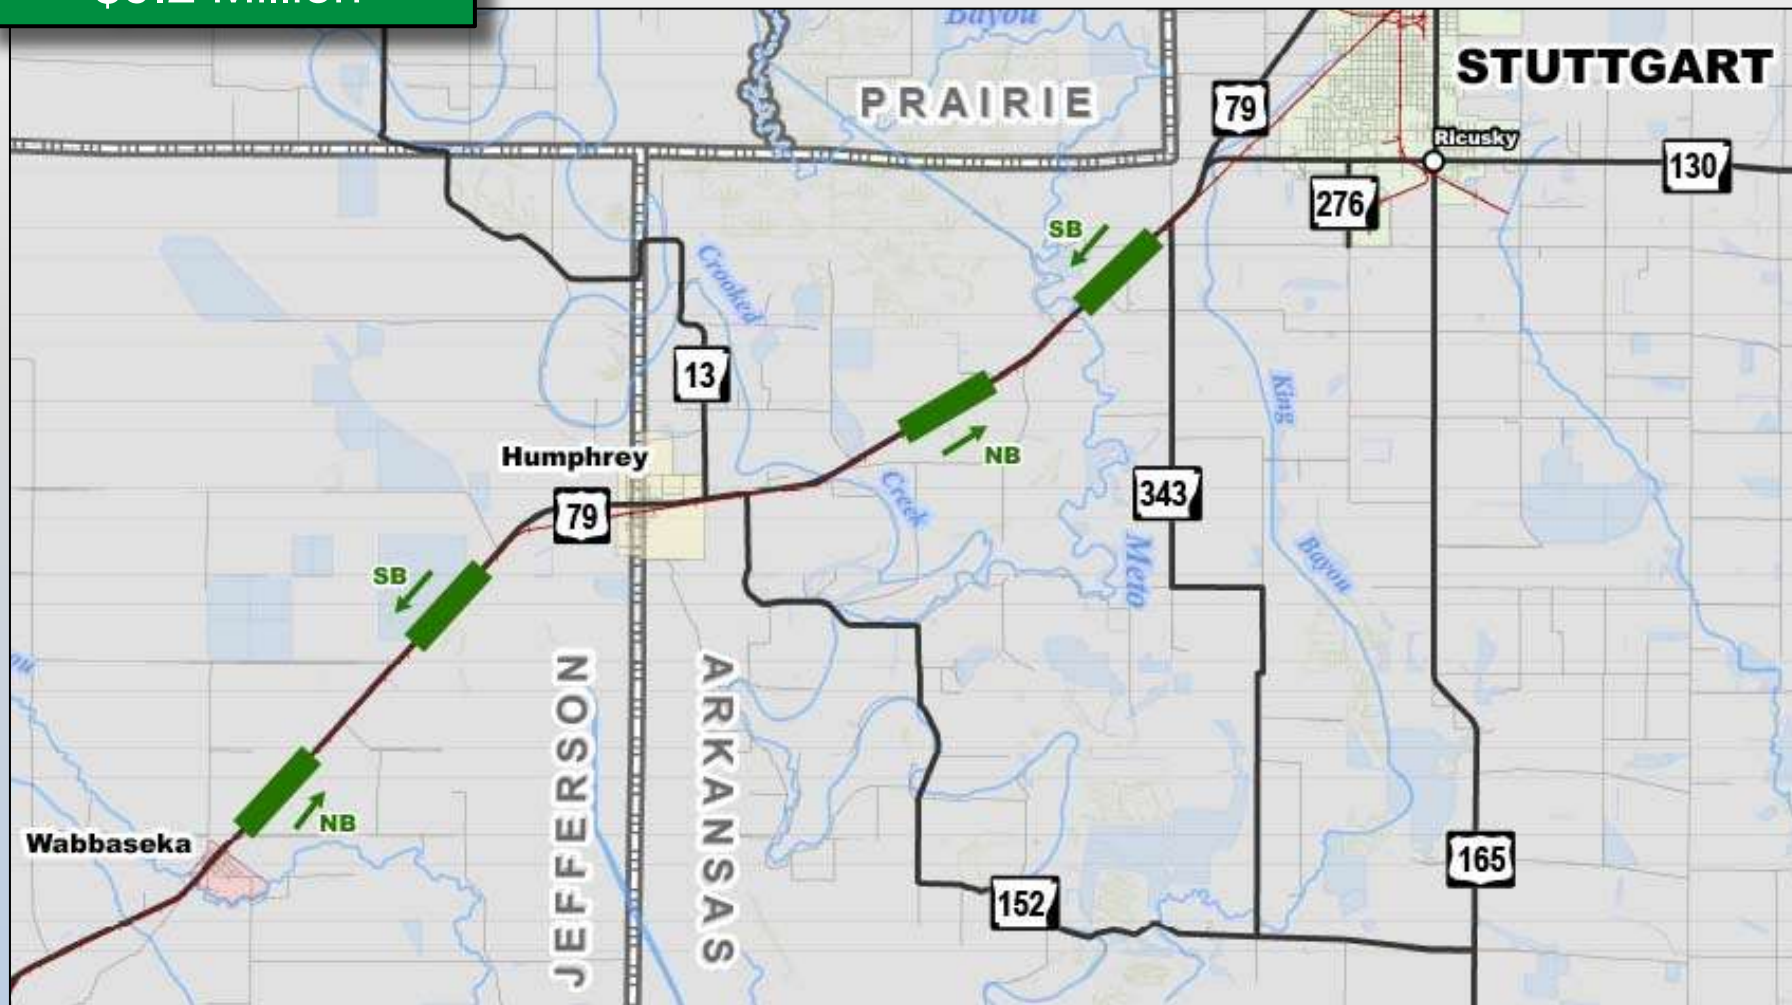 Million
Bayou
STUTTGART
PRAIRIE
79
Ricusky
130
276
SB
Crooked
13
King
Humphrey
NB
79
343
Creek
Meto
Bayou
SB
JEFFERSON
ARKANSAS
NB
Wabbaseka
165
152